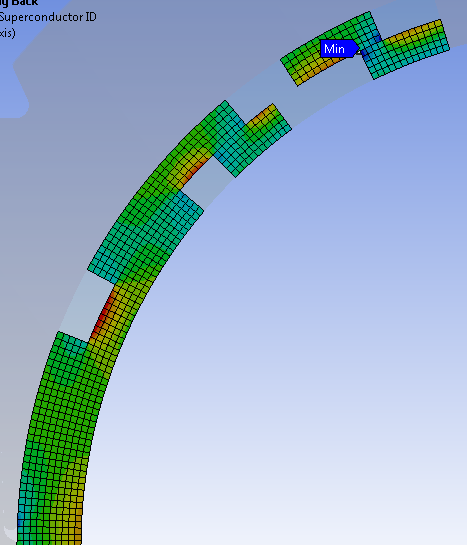 g Back
Superconductor ID
xis)
Min